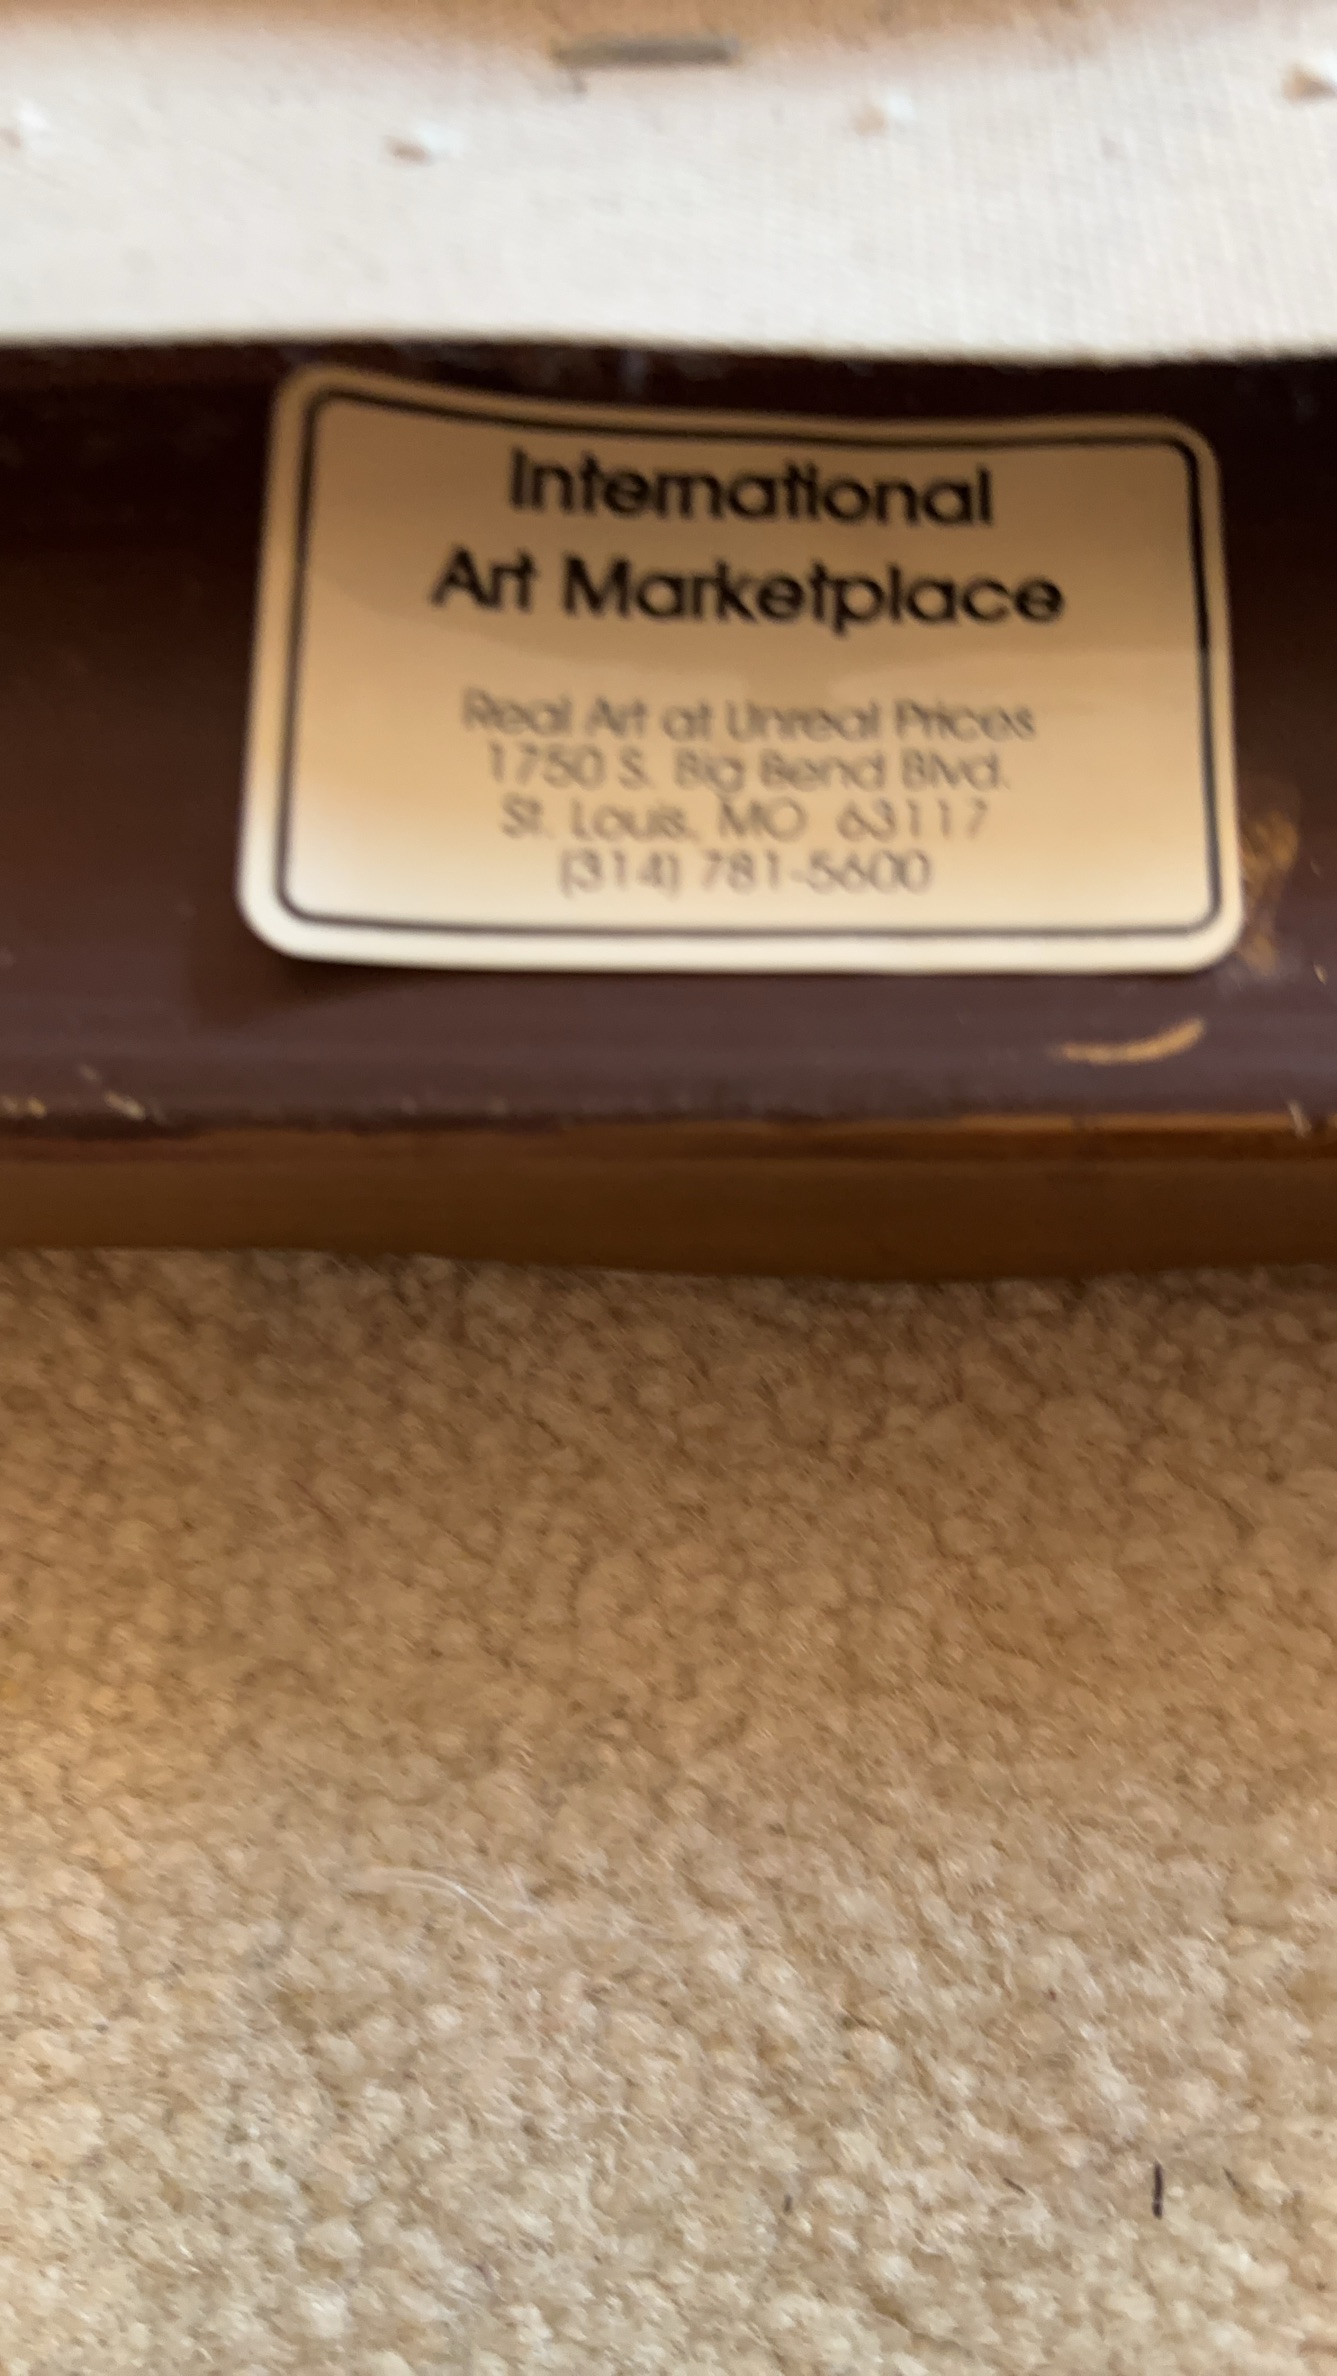 International
Art Marketplace
Real Art at Unreal Prices
1750 S. Big Bend Blvd.
St. Louis, MO 63117
(314) 781-5600